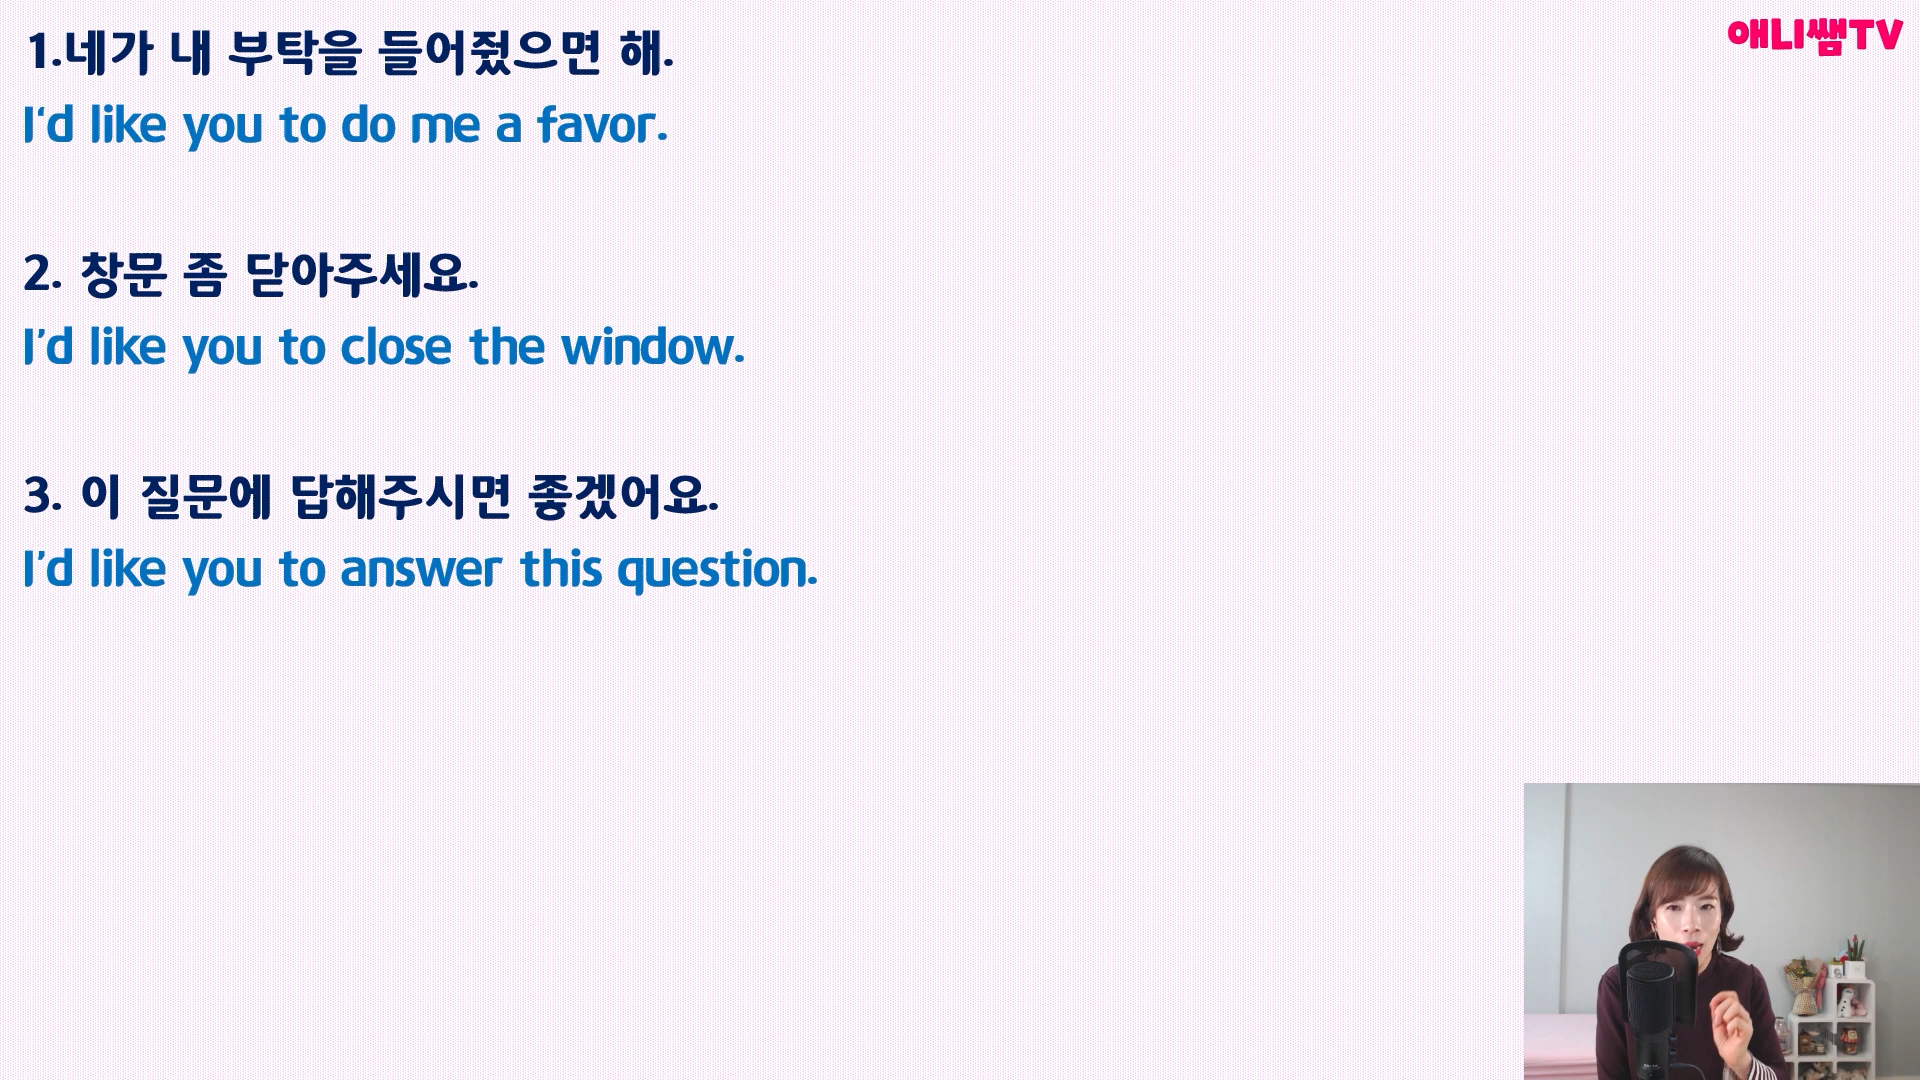 애니쌤TV
1.네가 내 부탁을 들어줬으면 해.
I‘d like you to do me a favor.
2. 창문 좀 닫아주세요.
I’d like you to close the window.
3. 이 질문에 답해주시면 좋겠어요.
I’d like you to answer this question.